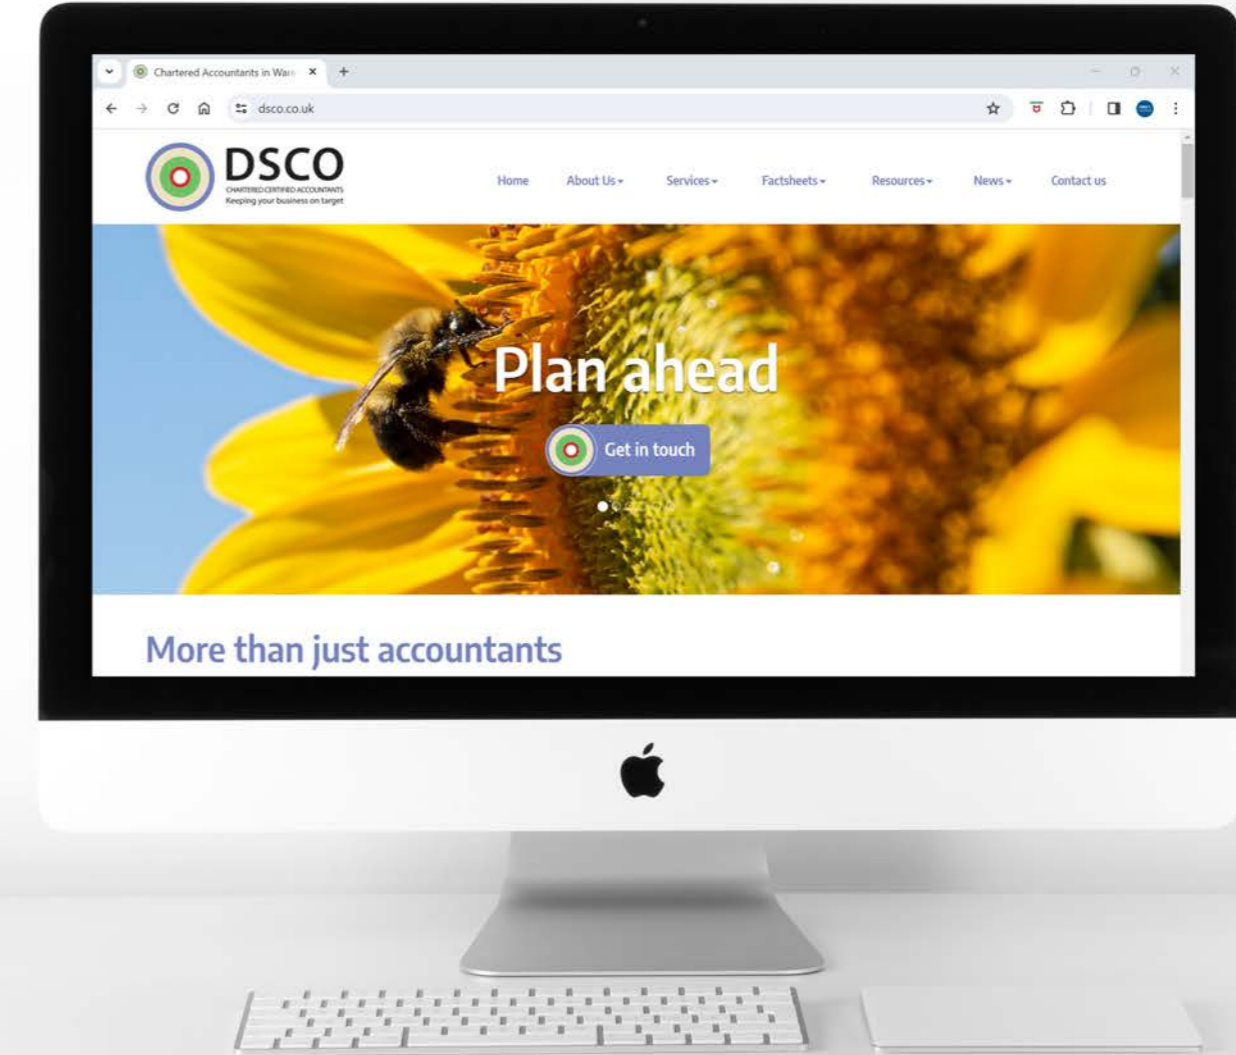 Chartered Accountants in Ware
dsco.co.uk
DSCO
CHARTERED CERTIFIED ACCOUNTANTS
Keeping your business on target
Home About Us Services Factsheets Resources News Contact us
Plan ahead
Get in touch
More than just accountants